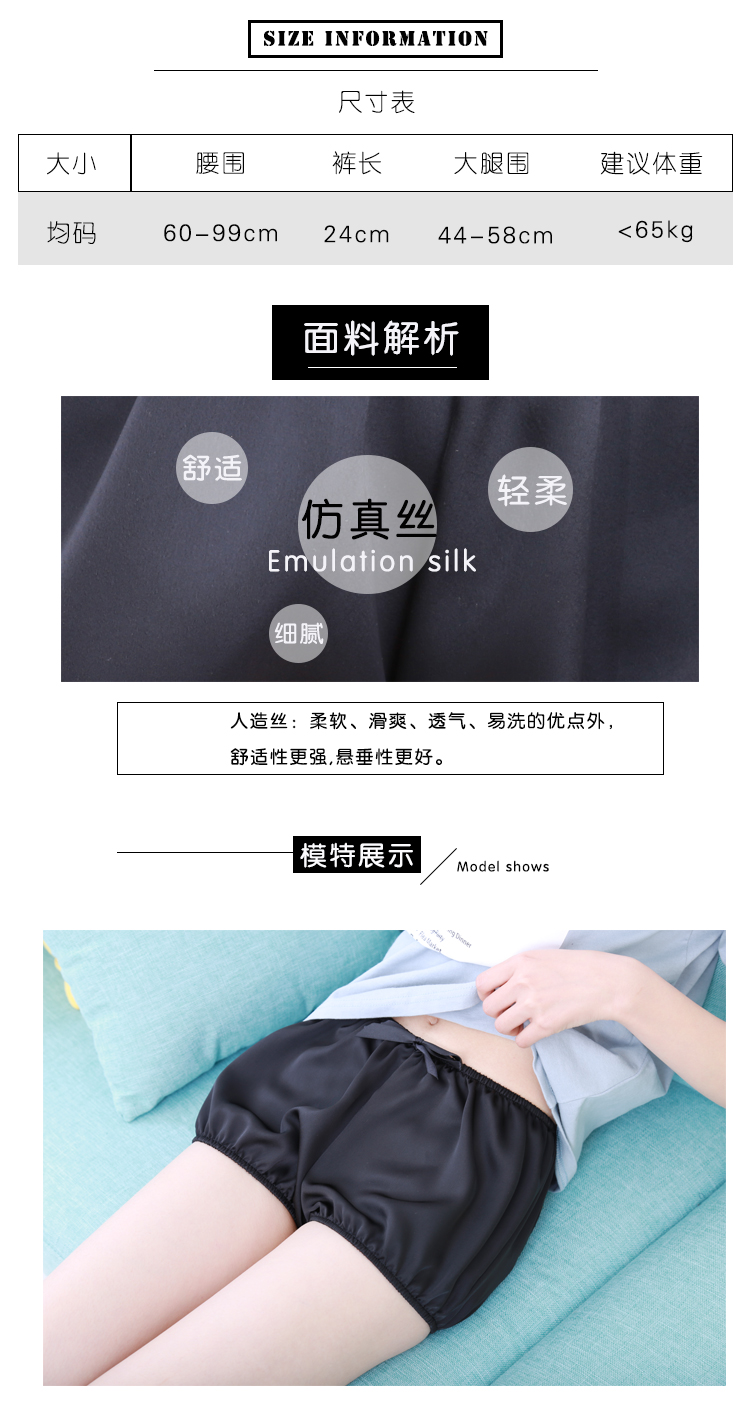 SIZE INFORMATION
尺寸表
大小 腰围 裤长 大腿围 建议体重
均码 60-99cm 24cm 44-58cm <65kg
面料解析
舒适
轻柔
仿真丝
Emulation silk
细腻
人造丝：柔软、滑爽、透气、易洗的优点外，
舒适性更强,悬垂性更好。
模特展示
Model shows